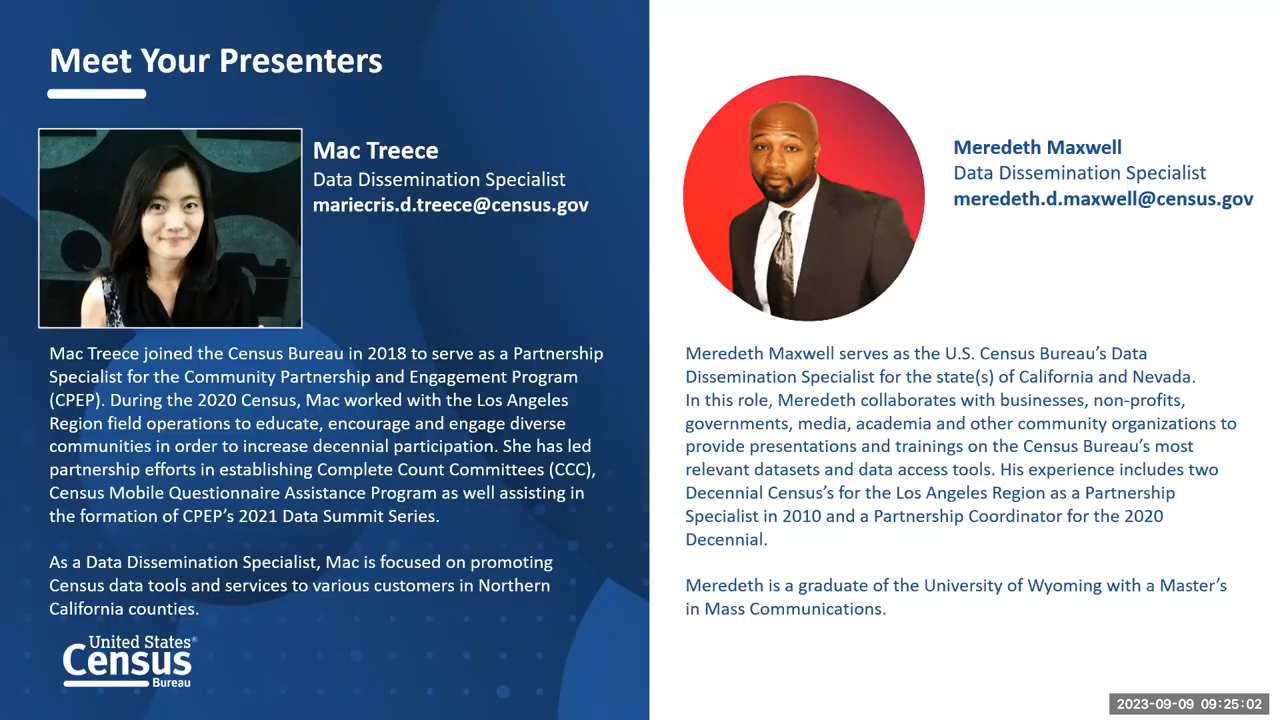 Meet Your Presenters
Mac Treece
Data Dissemination Specialist
mariecris.d.treece@census.gov
Mac Treece joined the Census Bureau in 2018 to serve as a Partnership
Specialist for the Community Partnership and Engagement Program
(CPEP). During the 2020 Census, Mac worked with the Los Angeles
Region field operations to educate, encourage and engage diverse
communities in order to increase decennial participation. She has led
partnership efforts in establishing Complete Count Committees (CCC),
Census Mobile Questionnaire Assistance Program as well assisting in
the formation of CPEP’s 2021 Data Summit Series.
As a Data Dissemination Specialist, Mac is focused on promoting
Census data tools and services to various customers in Northern
California counties.
United States®
Census
Bureau
Meredeth Maxwell
Data Dissemination Specialist
meredeth.d.maxwell@census.gov
Meredeth Maxwell serves as the U.S. Census Bureau’s Data
Dissemination Specialist for the state(s) of California and Nevada.
In this role, Meredeth collaborates with businesses, non-profits,
governments, media, academia and other community organizations to
provide presentations and trainings on the Census Bureau’s most
relevant datasets and data access tools. His experience includes two
Decennial Census’s for the Los Angeles Region as a Partnership
Specialist in 2010 and a Partnership Coordinator for the 2020
Decennial.
Meredeth is a graduate of the University of Wyoming with a Master’s
in Mass Communications.
2023-09-09 09:25:02